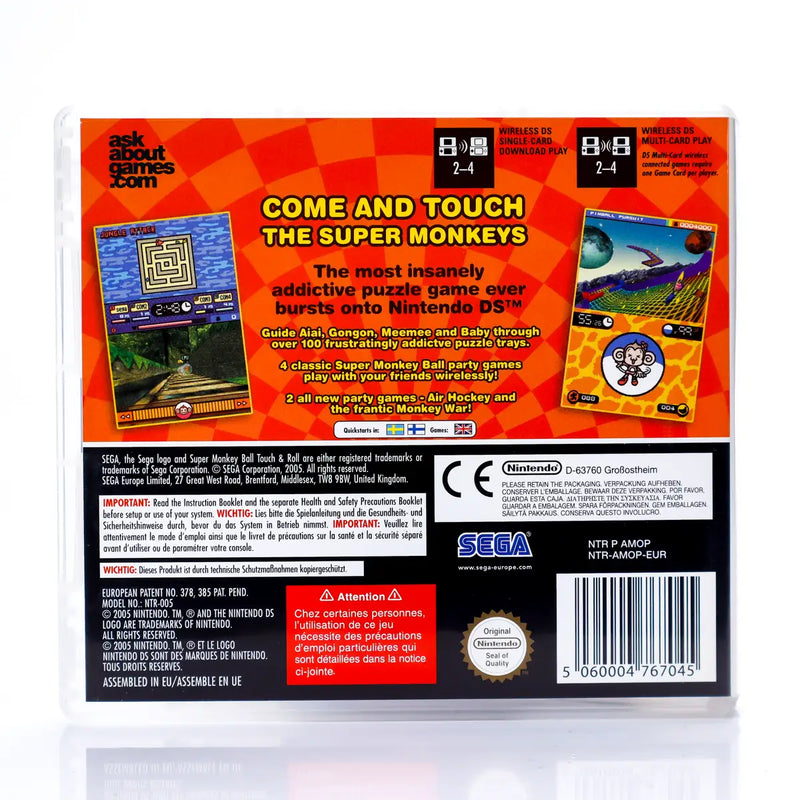 ask
about
games
.com
WIRELESS DS
SINGLE-CARD
DOWNLOAD PLAY
2–4
WIRELESS DS
MULTI-CARD PLAY
2–4
DS Multi-Card wireless
connected games require
one Game Card per player.
COME AND TOUCH
THE SUPER MONKEYS
The most insanely
addictive puzzle game ever
bursts onto Nintendo DS™
Guide Aiai, Gongon, Meemee and Baby through
over 100 frustratingly addictve puzzle trays.
4 classic Super Monkey Ball party games
play with your friends wirelessly!
2 all new party games - Air Hockey and
the frantic Monkey War!
JUNGLE ATTACK
2:48
PINBALL PURSUIT
0004000
55:25
99
088
004
Quickstarts in:
Games:
SEGA, the Sega logo and Super Monkey Ball Touch & Roll are either registered trademarks or
trademarks of Sega Corporation. © SEGA Corporation, 2005. All rights reserved.
SEGA Europe Limited, 27 Great West Road, Brentford, Middlesex, TW8 9BW, United Kingdom.
IMPORTANT: Read the Instruction Booklet and the separate Health and Safety Precautions Booklet
before setup or use of your system. WICHTIG: Lies bitte die Spielanleitung und die Gesundheits- und
Sicherheitshinweise durch, bevor du das System in Betrieb nimmst. IMPORTANT: Veuillez lire
attentivement le mode d'emploi ainsi que le livret de précautions sur la santé et la sécurité séparé
avant d'utiliser ou de paramétrer votre console.
WICHTIG: Dieses Produkt ist durch technische Schutzmaßnahmen kopiergeschützt.
EUROPEAN PATENT NO. 378, 385 PAT. PEND.
MODEL NO.: NTR-005
© 2005 NINTENDO. TM, ® AND THE NINTENDO DS
LOGO ARE TRADEMARKS OF NINTENDO.
ALL RIGHTS RESERVED.
© 2005 NINTENDO. TM, ® ET LE LOGO
NINTENDO DS SONT DES MARQUES DE NINTENDO.
TOUS DROITS RESERVES.
ASSEMBLED IN EU/ASSEMBLE EN UE
Attention
Chez certaines personnes,
l'utilisation de ce jeu
nécessite des précautions
d'emploi particulières qui
sont détaillées dans la notice
ci-jointe.
CE
Nintendo D-63760 Großostheim
PLEASE RETAIN THE PACKAGING. VERPACKUNG AUFHEBEN.
CONSERVER L'EMBALLAGE. BEWAAR DEZE VERPAKKING. POR FAVOR,
GUARDA ESTA CAJA. ΔΙΑΤΗΡΗΣΤΕ ΤΗΝ ΣΥΣΚΕΥΑΣΙΑ. POR FAVOR
GUARDAR A EMBALAGEM. SPARA FÖRPACKNINGEN. GEM EMBALLAGEN.
SÄILYTÄ PAKKAUS. CONSERVA QUESTO INVOLUCRO.
SEGA
www.sega-europe.com
NTR P AMOP
NTR-AMOP-EUR
Original
Nintendo
Seal of
Quality
5 060004 767045